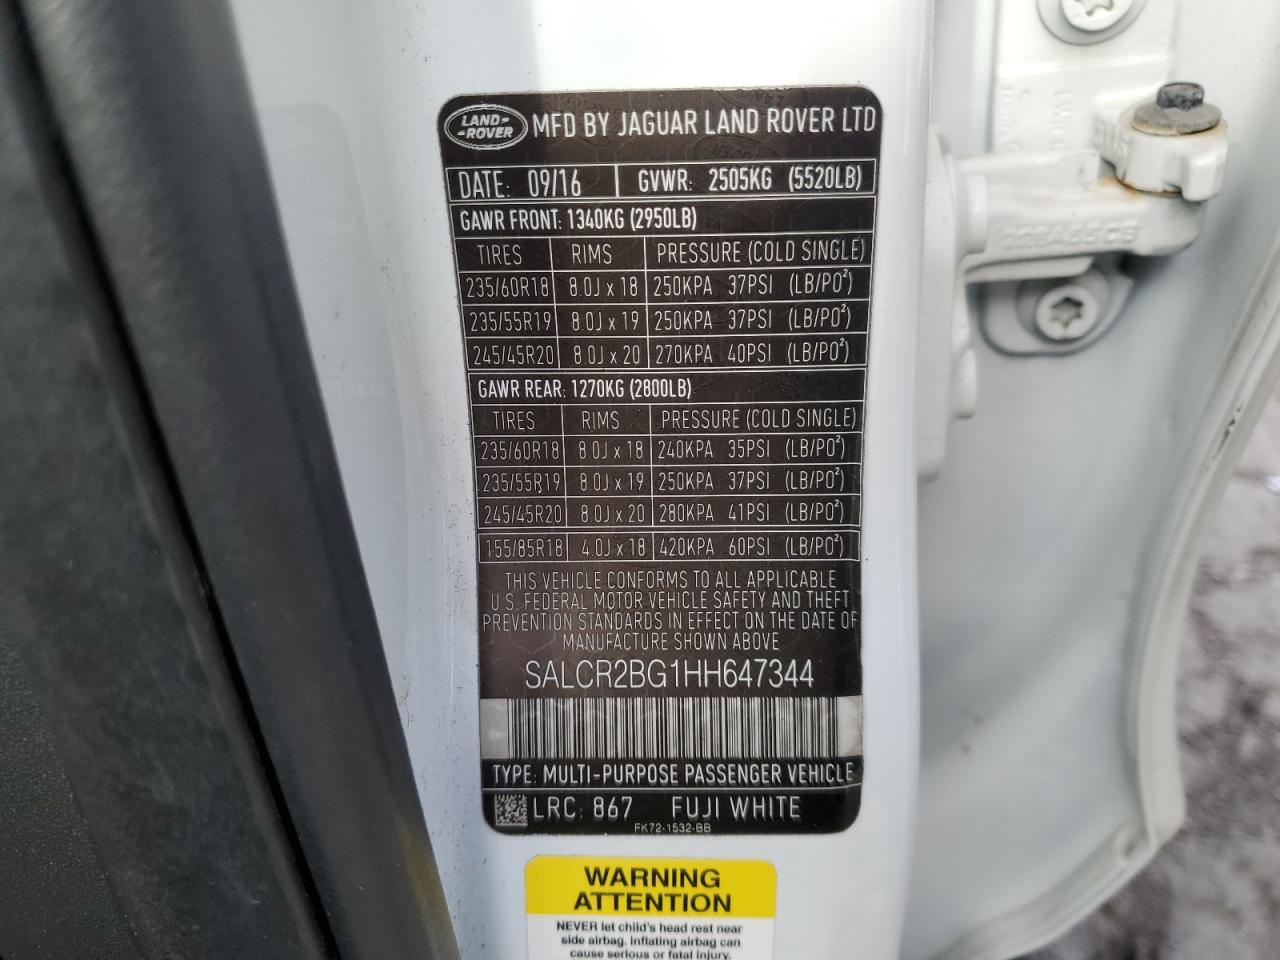 LAND-
-ROVER
MFD BY JAGUAR LAND ROVER LTD
DATE: 09/16 GVWR: 2505KG (5520LB)
GAWR FRONT: 1340KG (2950LB)
TIRES RIMS PRESSURE (COLD SINGLE)
235/60R18 8.0J x 18 250KPA 37PSI (LB/PO²)
235/55R19 8.0J x 19 250KPA 37PSI (LB/PO²)
245/45R20 8.0J x 20 270KPA 40PSI (LB/PO²)
GAWR REAR: 1270KG (2800LB)
TIRES RIMS PRESSURE (COLD SINGLE)
235/60R18 8.0J x 18 240KPA 35PSI (LB/PO²)
235/55R19 8.0J x 19 250KPA 37PSI (LB/PO²)
245/45R20 8.0J x 20 280KPA 41PSI (LB/PO²)
155/85R18 4.0J x 18 420KPA 60PSI (LB/PO²)
THIS VEHICLE CONFORMS TO ALL APPLICABLE
U.S. FEDERAL MOTOR VEHICLE SAFETY AND THEFT
PREVENTION STANDARDS IN EFFECT ON THE DATE OF
MANUFACTURE SHOWN ABOVE
SALCR2BG1HH647344
TYPE: MULTI-PURPOSE PASSENGER VEHICLE
LRC: 867 FUJI WHITE
FK72-1532-BB
WARNING
ATTENTION
NEVER let child's head rest near
side airbag. Inflating airbag can
cause serious or fatal injury.